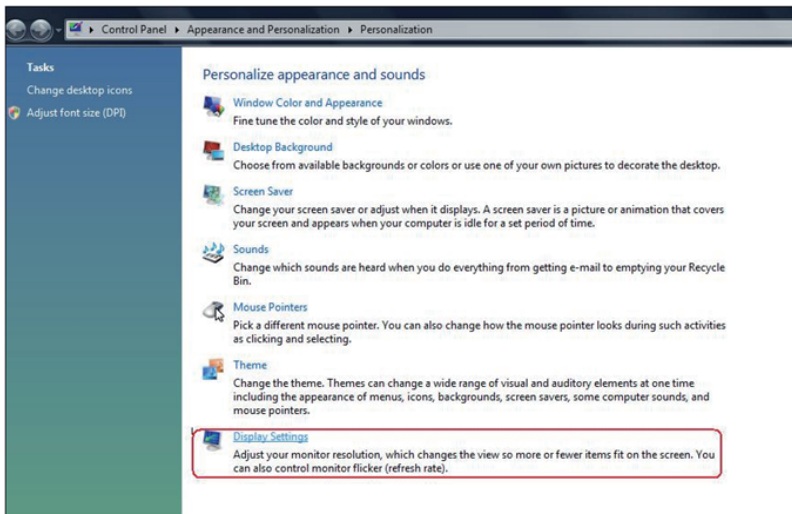 Control Panel ▸ Appearance and Personalization ▸ Personalization
Tasks
Change desktop icons
Adjust font size (DPI)
Personalize appearance and sounds
Window Color and Appearance
Fine tune the color and style of your windows.
Desktop Background
Choose from available backgrounds or colors or use one of your own pictures to decorate the desktop.
Screen Saver
Change your screen saver or adjust when it displays. A screen saver is a picture or animation that covers
your screen and appears when your computer is idle for a set period of time.
Sounds
Change which sounds are heard when you do everything from getting e-mail to emptying your Recycle
Bin.
Mouse Pointers
Pick a different mouse pointer. You can also change how the mouse pointer looks during such activities
as clicking and selecting.
Theme
Change the theme. Themes can change a wide range of visual and auditory elements at one time
including the appearance of menus, icons, backgrounds, screen savers, some computer sounds, and
mouse pointers.
Display Settings
Adjust your monitor resolution, which changes the view so more or fewer items fit on the screen. You
can also control monitor flicker (refresh rate).